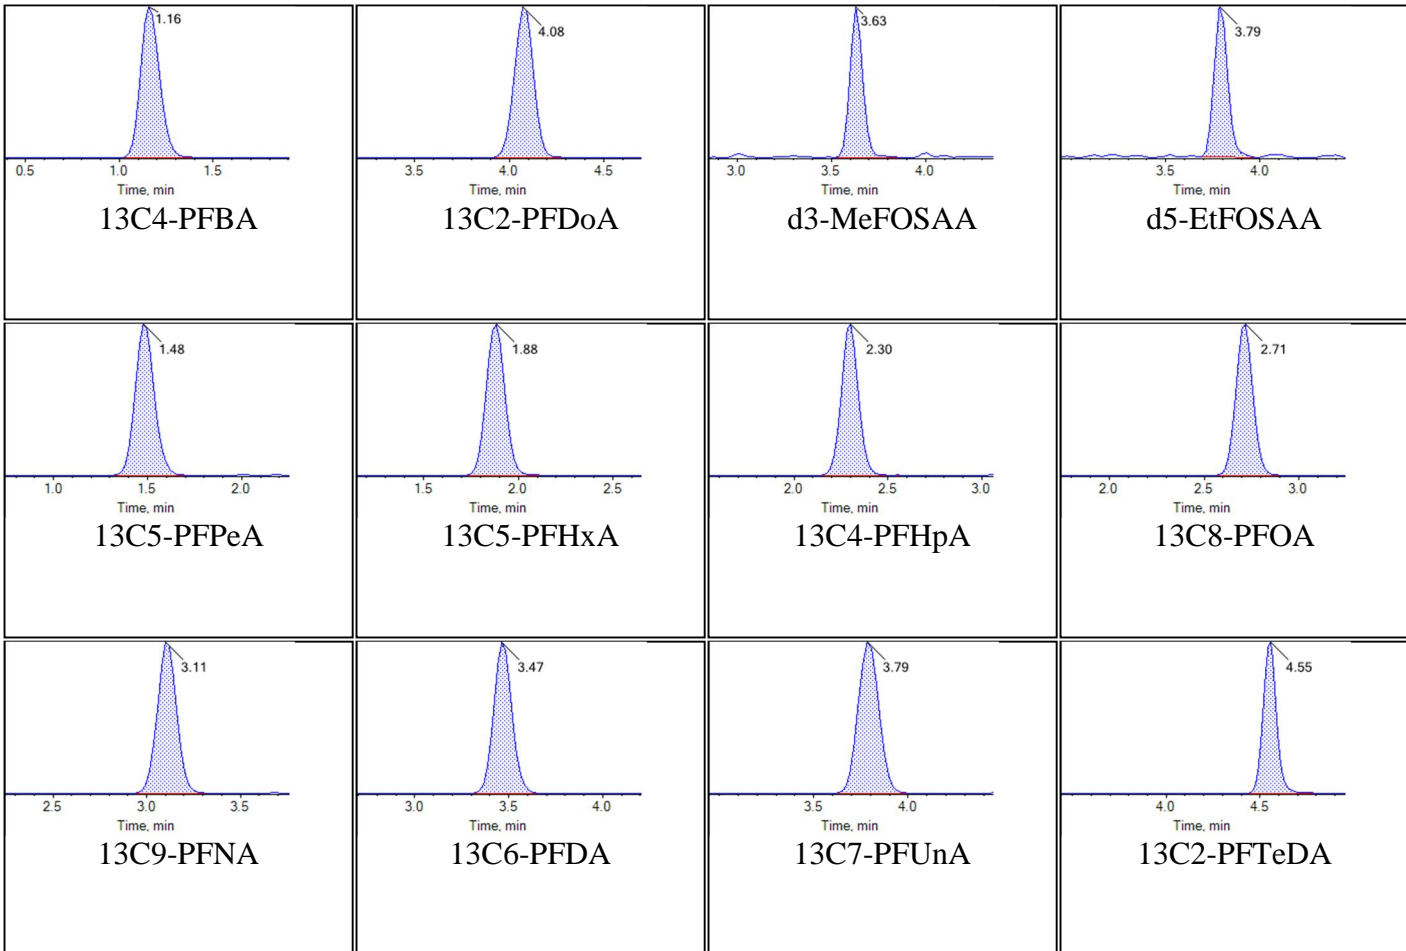 1.16
0.5 1.0 1.5
Time, min
13C4-PFBA
4.08
3.5 4.0 4.5
Time, min
13C2-PFDoA
3.63
3.0 3.5 4.0
Time, min
d3-MeFOSAA
3.79
3.5 4.0
Time, min
d5-EtFOSAA
1.48
1.0 1.5 2.0
Time, min
13C5-PFPeA
1.88
1.5 2.0 2.5
Time, min
13C5-PFHxA
2.30
2.0 2.5 3.0
Time, min
13C4-PFHpA
2.71
2.0 2.5 3.0
Time, min
13C8-PFOA
3.11
2.5 3.0 3.5
Time, min
13C9-PFNA
3.47
3.0 3.5 4.0
Time, min
13C6-PFDA
3.79
3.5 4.0
Time, min
13C7-PFUnA
4.55
4.0 4.5
Time, min
13C2-PFTeDA